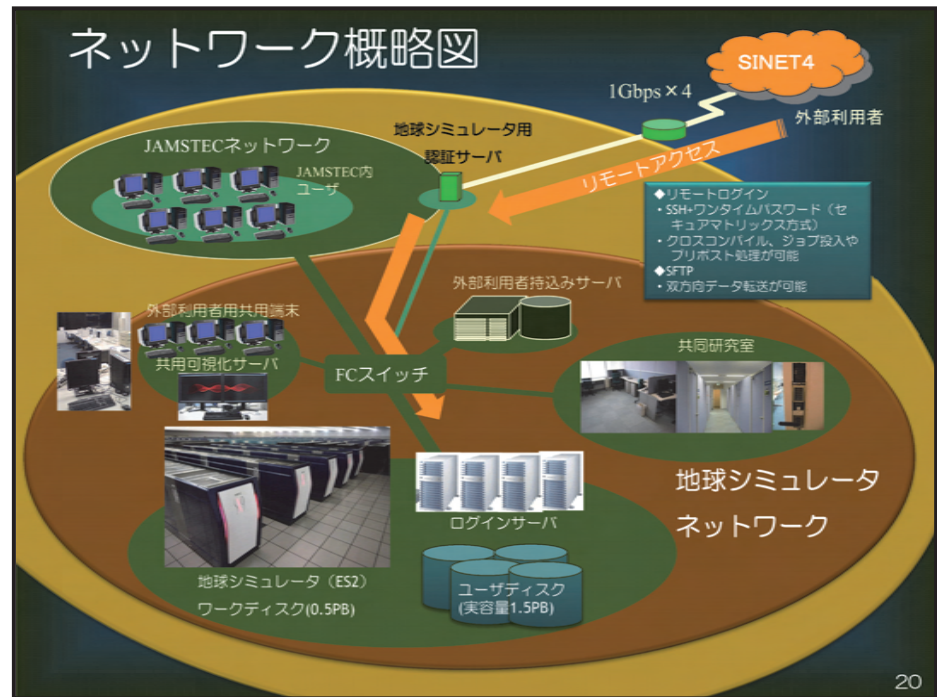 ネットワーク概略図
SINET4
1Gbps×4
外部利用者
地球シミュレータ用
認証サーバ
JAMSTECネットワーク
JAMSTEC内
ユーザ
リモートアクセス
◆リモートログイン
・SSH+ワンタイムパスワード（セ
キュアマトリックス方式）
・クロスコンパイル、ジョブ投入や
プリポスト処理が可能
◆SFTP
・双方向データ転送が可能
外部利用者持込みサーバ
外部利用者用共用端末
共用可視化サーバ
FCスイッチ
共同研究室
地球シミュレータ
ネットワーク
ログインサーバ
地球シミュレータ（ES2）
ワークディスク(0.5PB)
ユーザディスク
(実容量1.5PB)
20